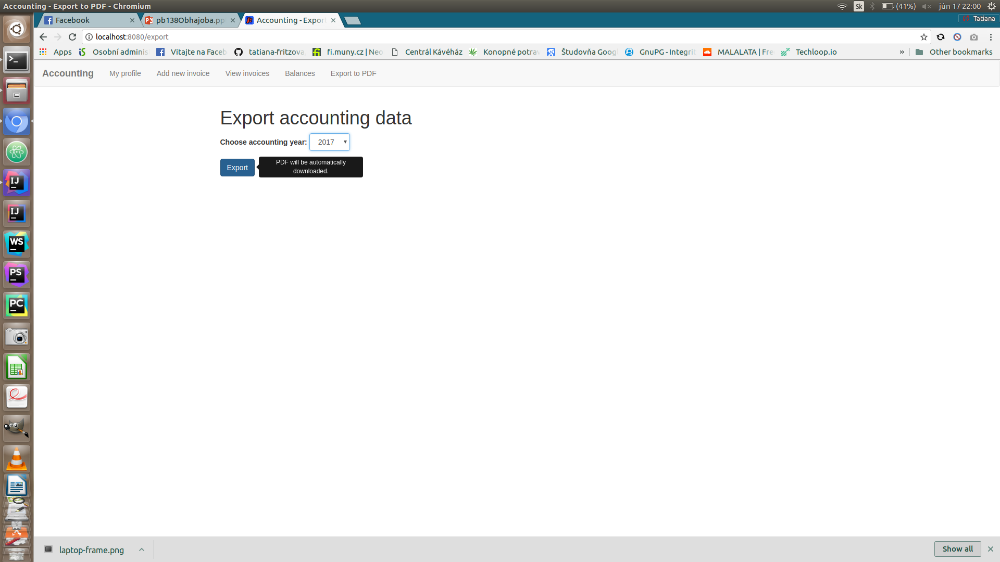 Accounting - Export to PDF - Chromium
Sk
(41%)
jún 17 22:00
Facebook
pb138Obhajoba.pp
Accounting - Export
Tatiana
localhost:8080/export
Apps
Osobní adminis
Vitajte na Faceb
tatiana-fritzova
fi.muny.cz | Neo
Centrál Kávéház
Konopné potrav
Študovňa Goog
GnuPG - Integrit
MALALATA | Fre
Techloop.io
»
Other bookmarks
Accounting
My profile
Add new invoice
View invoices
Balances
Export to PDF
Export accounting data
Choose accounting year:
2017
Export
PDF will be automatically
downloaded.
IJ
IJ
WS
PS
PC
laptop-frame.png
Show all